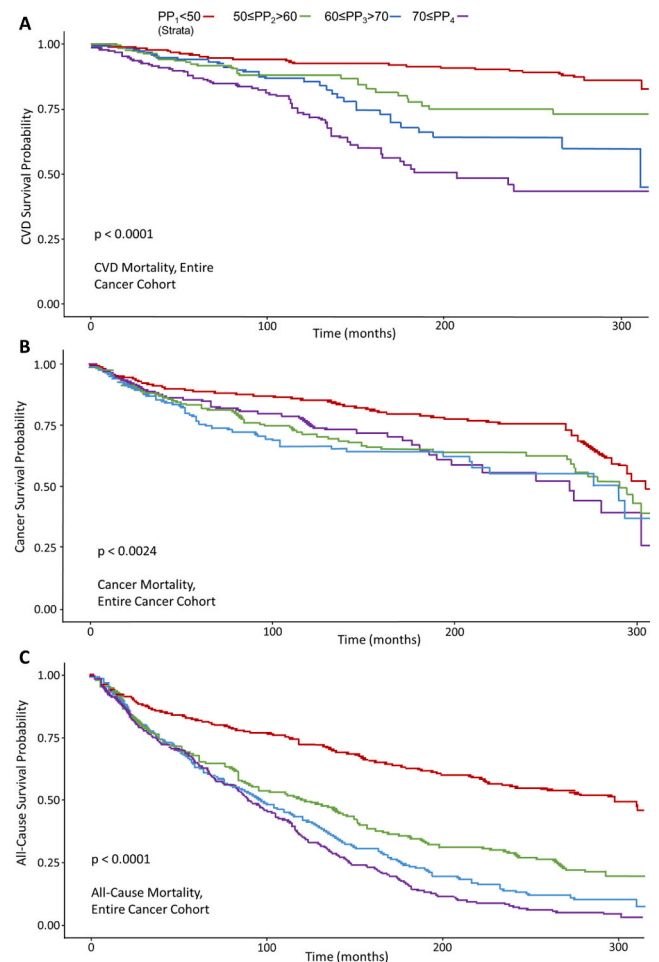 A
PP₁<50 50≤PP₂>60 60≤PP₃>70 70≤PP₄
(Strata)
1.00
0.75
0.50
0.25
0.00
CVD Survival Probability
p < 0.0001
CVD Mortality, Entire
Cancer Cohort
0 100 200 300
Time (months)
B
1.00
0.75
0.50
0.25
0.00
Cancer Survival Probability
p < 0.0024
Cancer Mortality,
Entire Cancer Cohort
0 100 200 300
Time (months)
C
1.00
0.75
0.50
0.25
0.00
All-Cause Survival Probability
p < 0.0001
All-Cause Mortality,
Entire Cancer Cohort
0 100 200 300
Time (months)